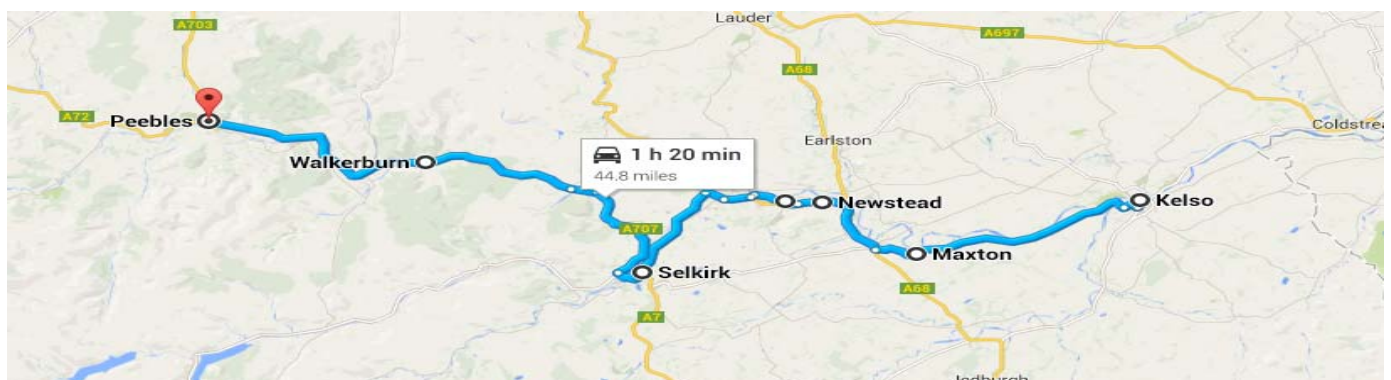 Lauder
A703
A697
A68
A72
Peebles
Coldstrea
Earlston
1 h 20 min
44.8 miles
Walkerburn
Kelso
Newstead
A707
Maxton
Selkirk
A68
A7
Jedburgh